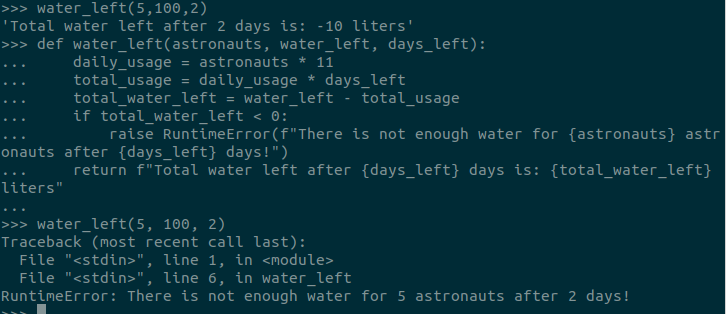 >>> water_left(5,100,2)
'Total water left after 2 days is: -10 liters'
>>> def water_left(astronauts, water_left, days_left):
...     daily_usage = astronauts * 11
...     total_usage = daily_usage * days_left
...     total_water_left = water_left - total_usage
...     if total_water_left < 0:
...         raise RuntimeError(f"There is not enough water for {astronauts} astr
onauts after {days_left} days!")
...     return f"Total water left after {days_left} days is: {total_water_left}
liters"
...
>>> water_left(5, 100, 2)
Traceback (most recent call last):
  File "<stdin>", line 1, in <module>
  File "<stdin>", line 6, in water_left
RuntimeError: There is not enough water for 5 astronauts after 2 days!
>>>